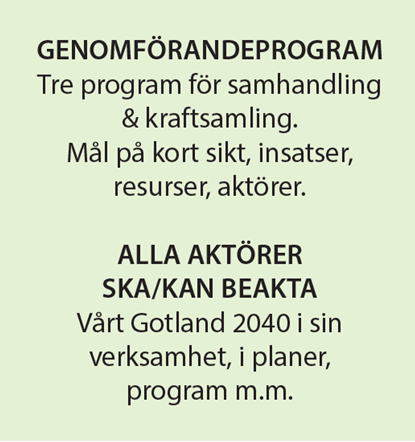 GENOMFÖRANDEPROGRAM
Tre program för samhandling
& kraftsamling.
Mål på kort sikt, insatser,
resurser, aktörer.
ALLA AKTÖRER
SKA/KAN BEAKTA
Vårt Gotland 2040 i sin
verksamhet, i planer,
program m.m.